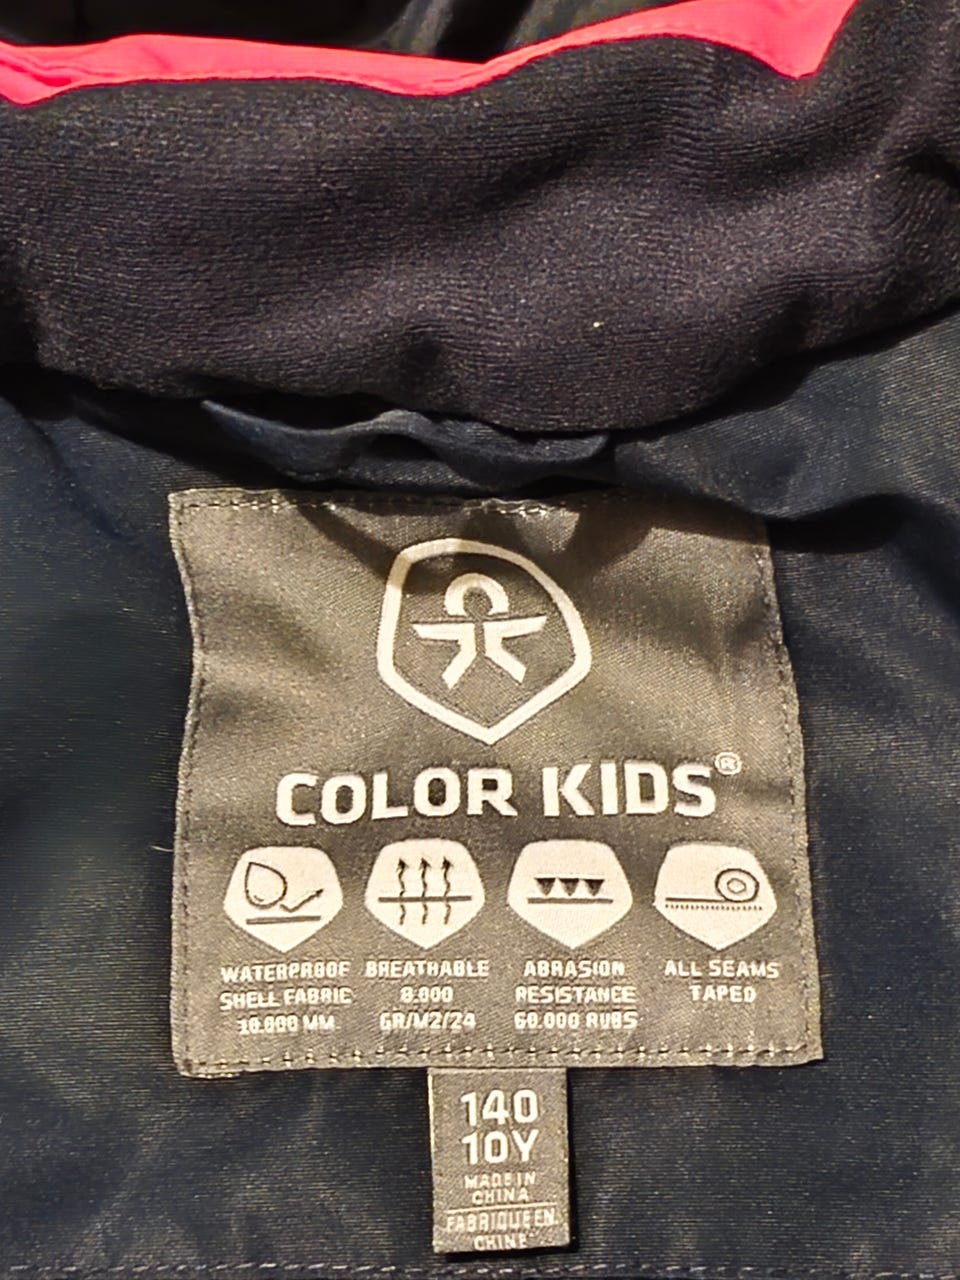 COLOR KIDS®
WATERPROOF
SHELL FABRIC
10.000 MM.
BREATHABLE
8.000
GR/M2/24
ABRASION
RESISTANCE
60.000 RUBS
ALL SEAMS
TAPED
140
10Y
MADE IN
CHINA
FABRIQUE EN
CHINE